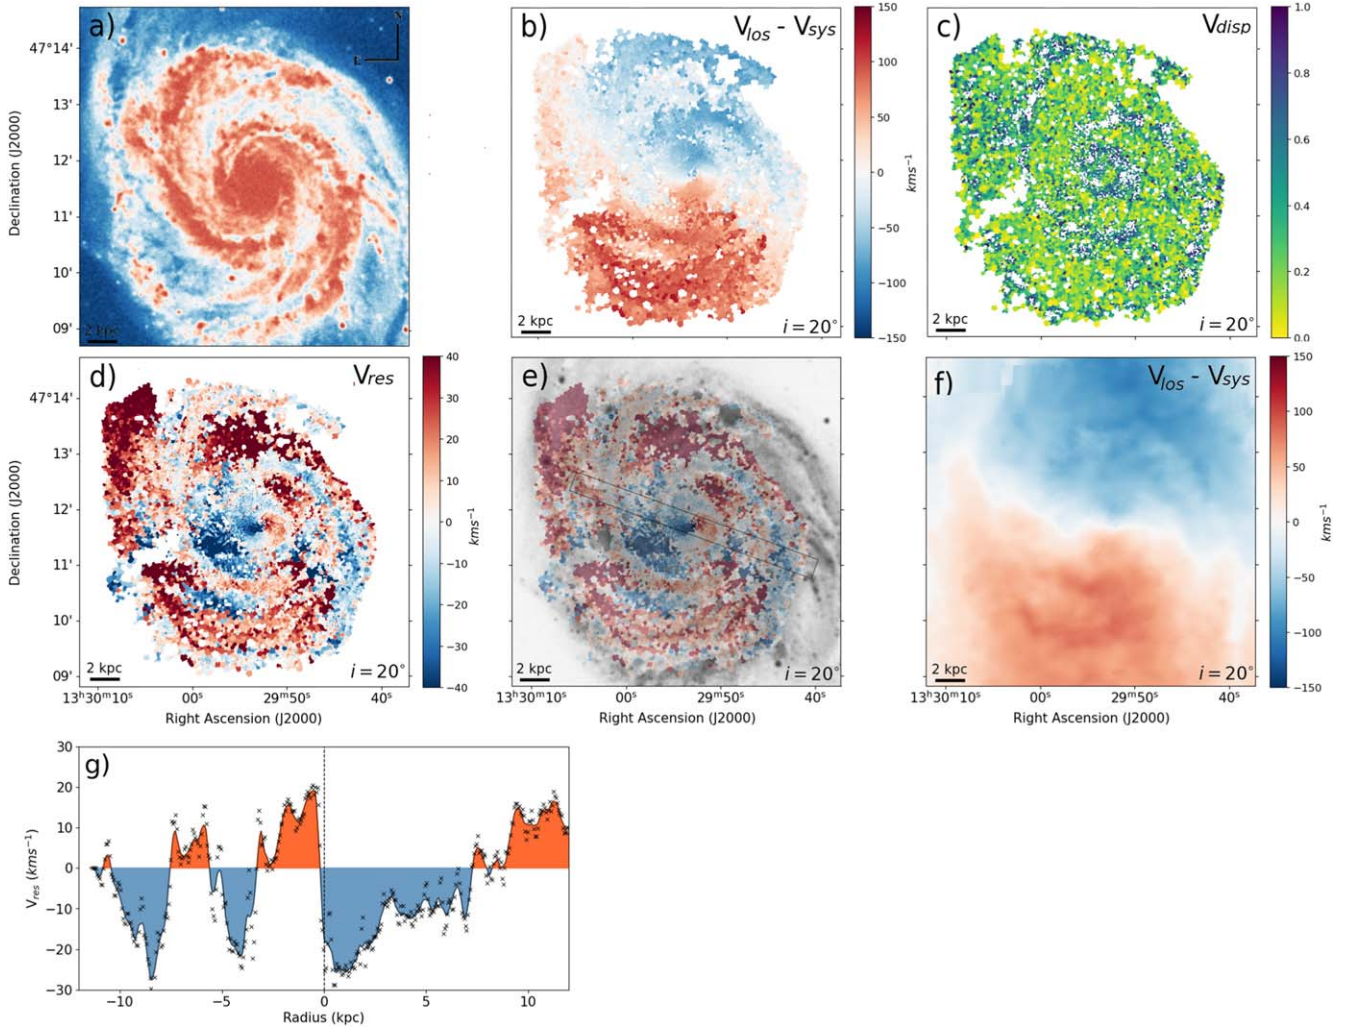 a)
N
E
47°14'
13'
12'
11'
10'
09'
Declination (J2000)
2 kpc
b)
V_los - V_sys
2 kpc
i = 20°
150
100
50
0
−50
−100
−150
kms⁻¹
c)
V_disp
2 kpc
i = 20°
1.0
0.8
0.6
0.4
0.2
0.0
d)
V_res
47°14'
13'
12'
11'
10'
09'
Declination (J2000)
2 kpc
i = 20°
13ʰ30ᵐ10ˢ
00ˢ
29ᵐ50ˢ
40ˢ
Right Ascension (J2000)
40
30
20
10
0
−10
−20
−30
−40
kms⁻¹
e)
2 kpc
i = 20°
13ʰ30ᵐ10ˢ
00ˢ
29ᵐ50ˢ
40ˢ
Right Ascension (J2000)
f)
V_los - V_sys
2 kpc
i = 20°
13ʰ30ᵐ10ˢ
00ˢ
29ᵐ50ˢ
40ˢ
Right Ascension (J2000)
150
100
50
0
−50
−100
−150
kms⁻¹
g)
30
20
10
0
−10
−20
−30
V_res (kms⁻¹)
−10
−5
0
5
10
Radius (kpc)